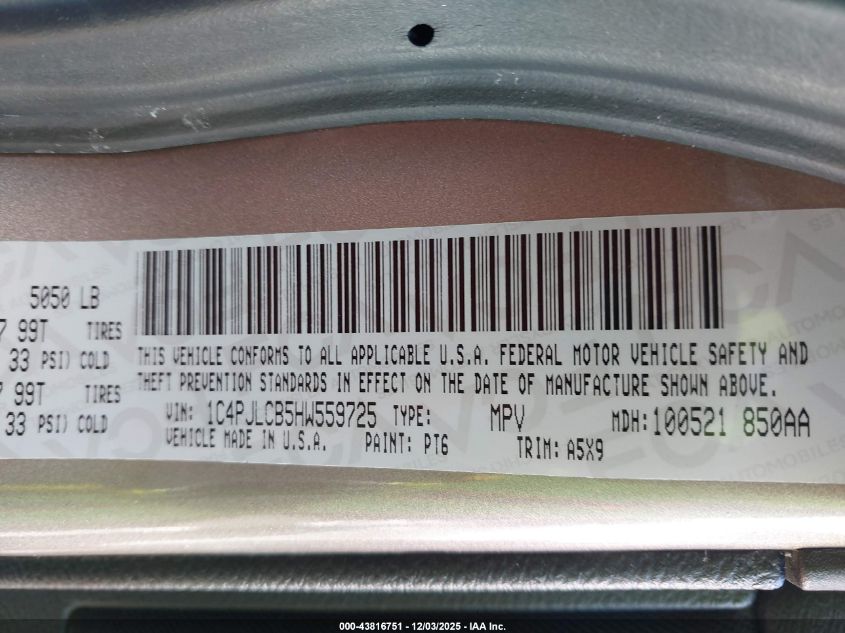 5050 LB
7 99T TIRES
33 PSI) COLD
7 99T TIRES
33 PSI) COLD
THIS VEHICLE CONFORMS TO ALL APPLICABLE U.S.A. FEDERAL MOTOR VEHICLE SAFETY AND
THEFT PREVENTION STANDARDS IN EFFECT ON THE DATE OF MANUFACTURE SHOWN ABOVE.
VIN: 1C4PJLCB5HW559725 TYPE: MPV MDH: 100521 850AA
VEHICLE MADE IN U.S.A. PAINT: PT6 TRIM: A5X9
000-43816751 - 12/03/2025 - IAA Inc.